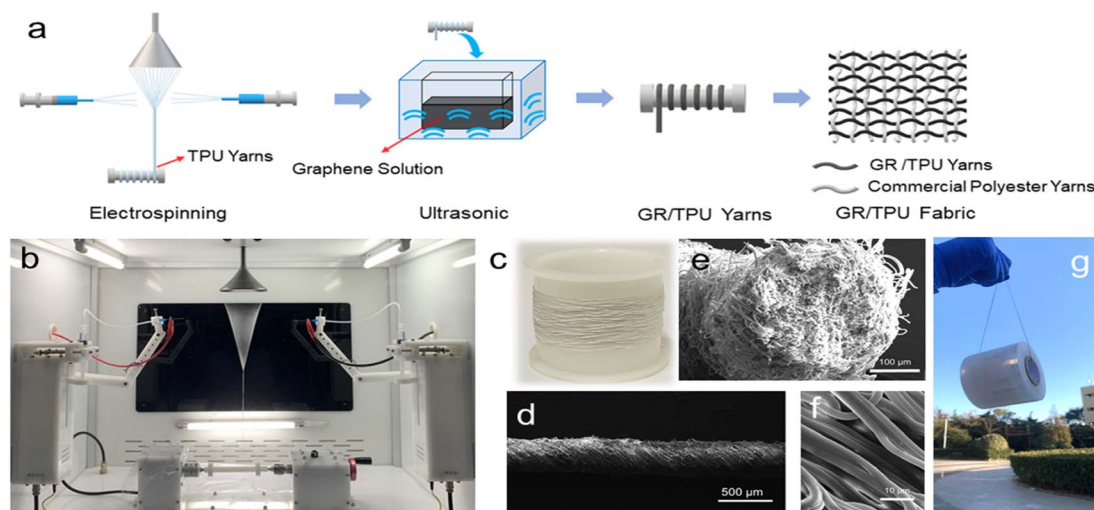 a
TPU Yarns
Graphene Solution
GR /TPU Yarns
Commercial Polyester Yarns
Electrospinning
Ultrasonic
GR/TPU Yarns
GR/TPU Fabric
b
c
e
100 µm
g
d
500 µm
f
10 µm